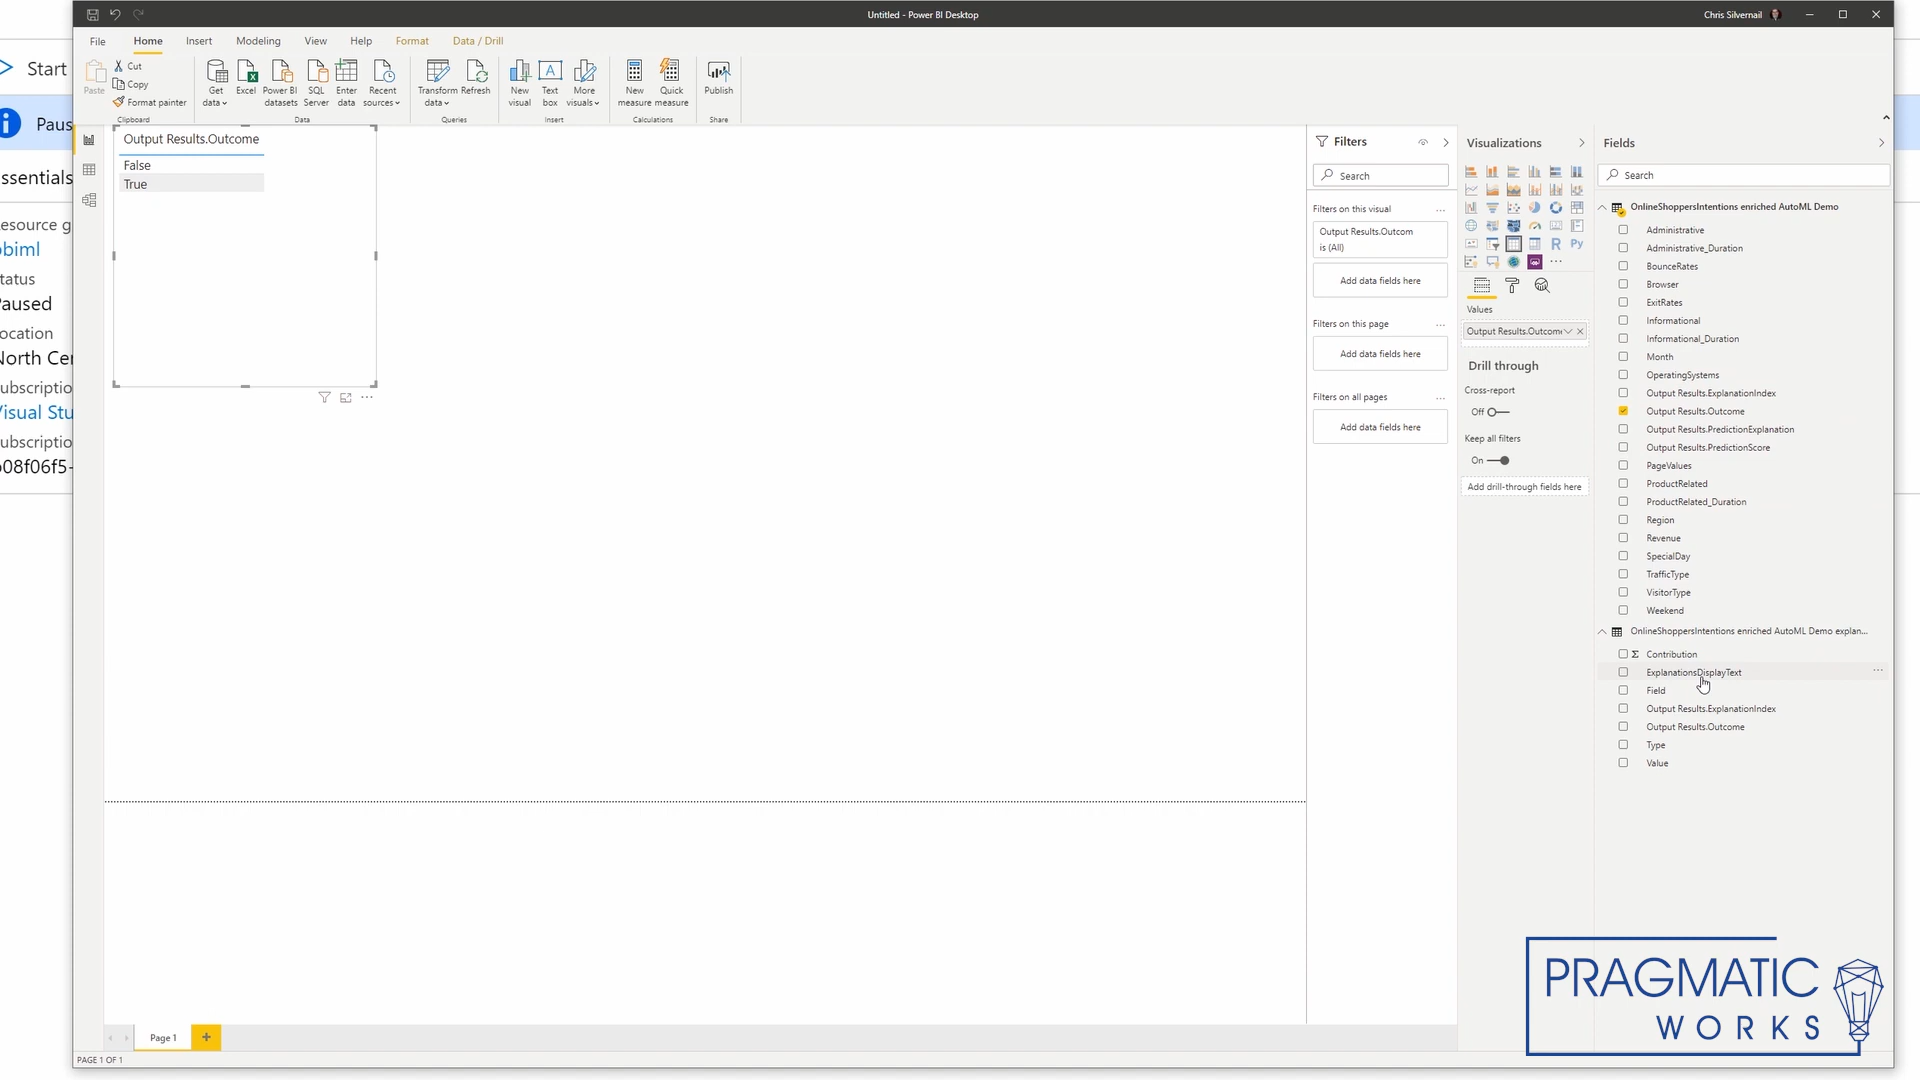 Untitled - Power BI Desktop
Chris Silvernail
File
Home
Insert
Modeling
View
Help
Format
Data / Drill
Paste
Cut
Copy
Format painter
Clipboard
Get data
Excel
Power BI datasets
SQL Server
Enter data
Recent sources
Data
Transform data
Refresh
Queries
New visual
Text box
More visuals
Insert
New measure
Quick measure
Calculations
Publish
Share
Start
Paus
ssentials
Resource g
obiml
tatus
Paused
ocation
North Cen
ubscriptio
Visual Stu
ubscriptio
b08f06f5-
Output Results.Outcome
False
True
Filters
Search
Filters on this visual
Output Results.Outcom
is (All)
Add data fields here
Filters on this page
Add data fields here
Filters on all pages
Add data fields here
Visualizations
R
Py
Values
Output Results.Outcome
Drill through
Cross-report
Off
Keep all filters
On
Add drill-through fields here
Fields
Search
OnlineShoppersIntentions enriched AutoML Demo
Administrative
Administrative_Duration
BounceRates
Browser
ExitRates
Informational
Informational_Duration
Month
OperatingSystems
Output Results.ExplanationIndex
Output Results.Outcome
Output Results.PredictionExplanation
Output Results.PredictionScore
PageValues
ProductRelated
ProductRelated_Duration
Region
Revenue
SpecialDay
TrafficType
VisitorType
Weekend
OnlineShoppersIntentions enriched AutoML Demo explan...
Contribution
ExplanationsDisplayText
Field
Output Results.ExplanationIndex
Output Results.Outcome
Type
Value
PRAGMATIC
WORKS
Page 1
PAGE 1 OF 1